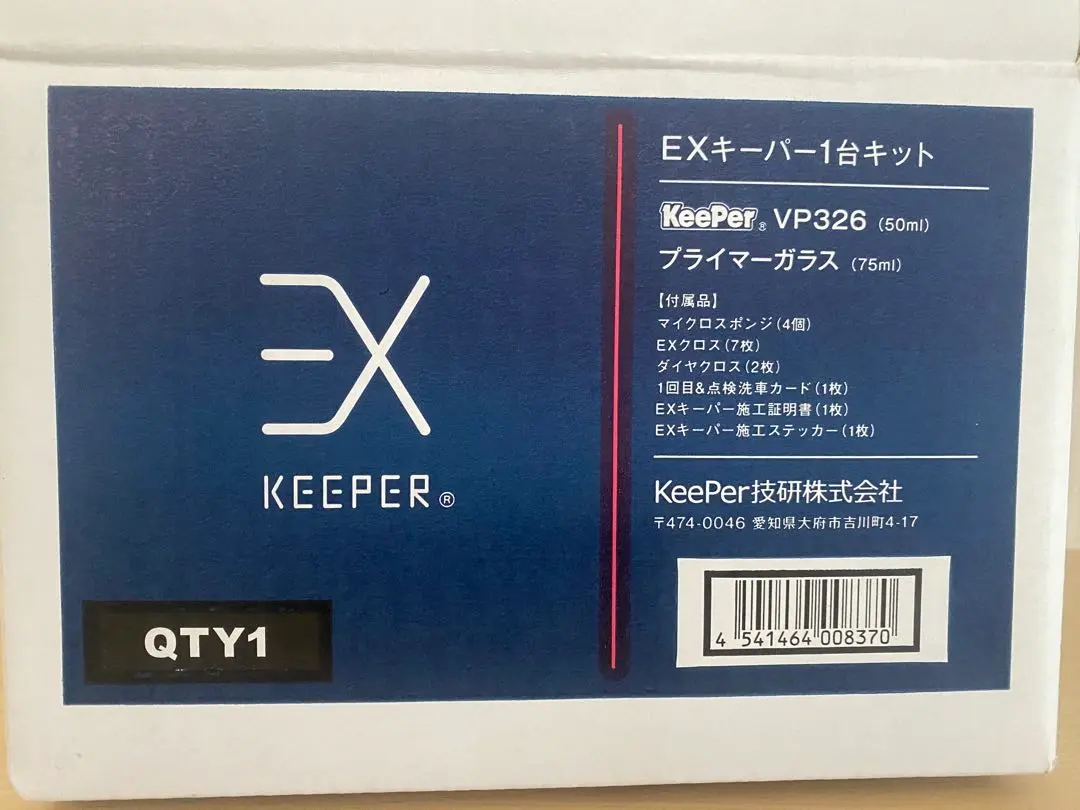 EX
KEEPER®
QTY1
EXキーパー1台キット
KeePer® VP326 (50ml)
プライマーガラス (75ml)
【付属品】
マイクロスポンジ(4個)
EXクロス(7枚)
ダイヤクロス(2枚)
1回目&点検洗車カード(1枚)
EXキーパー施工証明書(1枚)
EXキーパー施工ステッカー(1枚)
KeePer技研株式会社
〒474-0046 愛知県大府市吉川町4-17
4 541464 008370